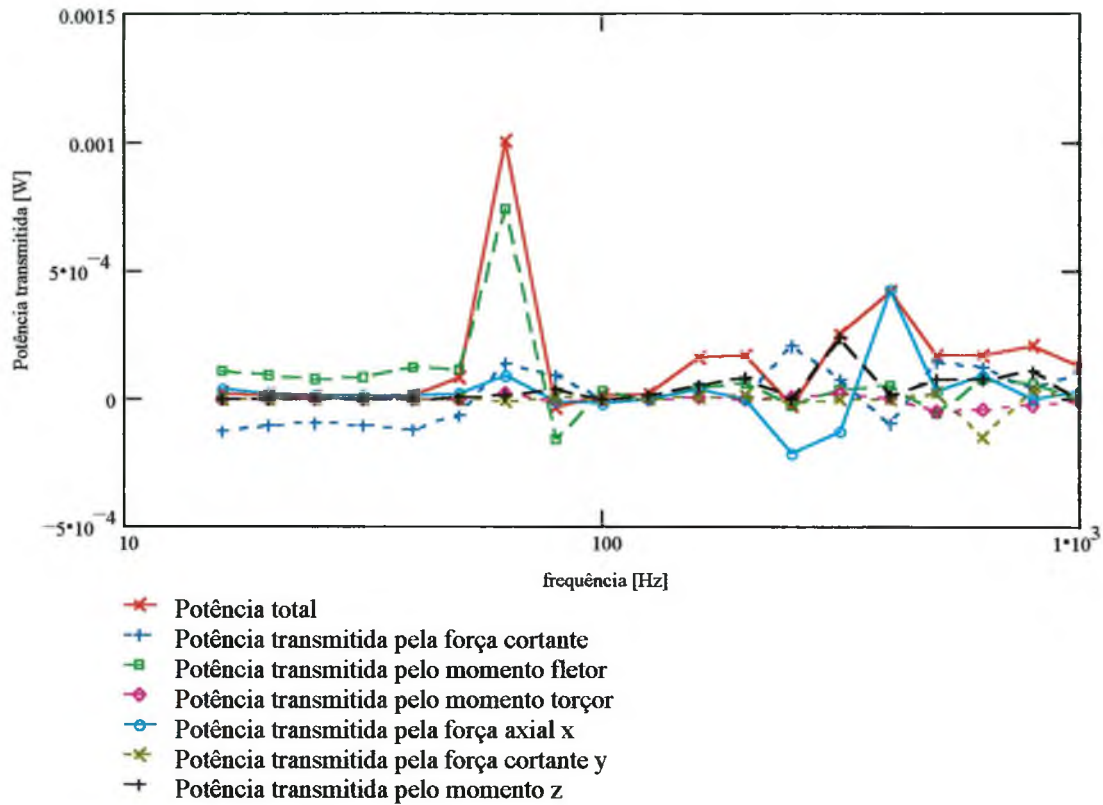 0.0015
0.001
5•10⁻⁴
0
−5•10⁻⁴
Potência transmitida [W]
10
100
1•10³
frequência [Hz]
Potência total
Potência transmitida pela força cortante
Potência transmitida pelo momento fletor
Potência transmitida pelo momento torçor
Potência transmitida pela força axial x
Potência transmitida pela força cortante y
Potência transmitida pelo momento z